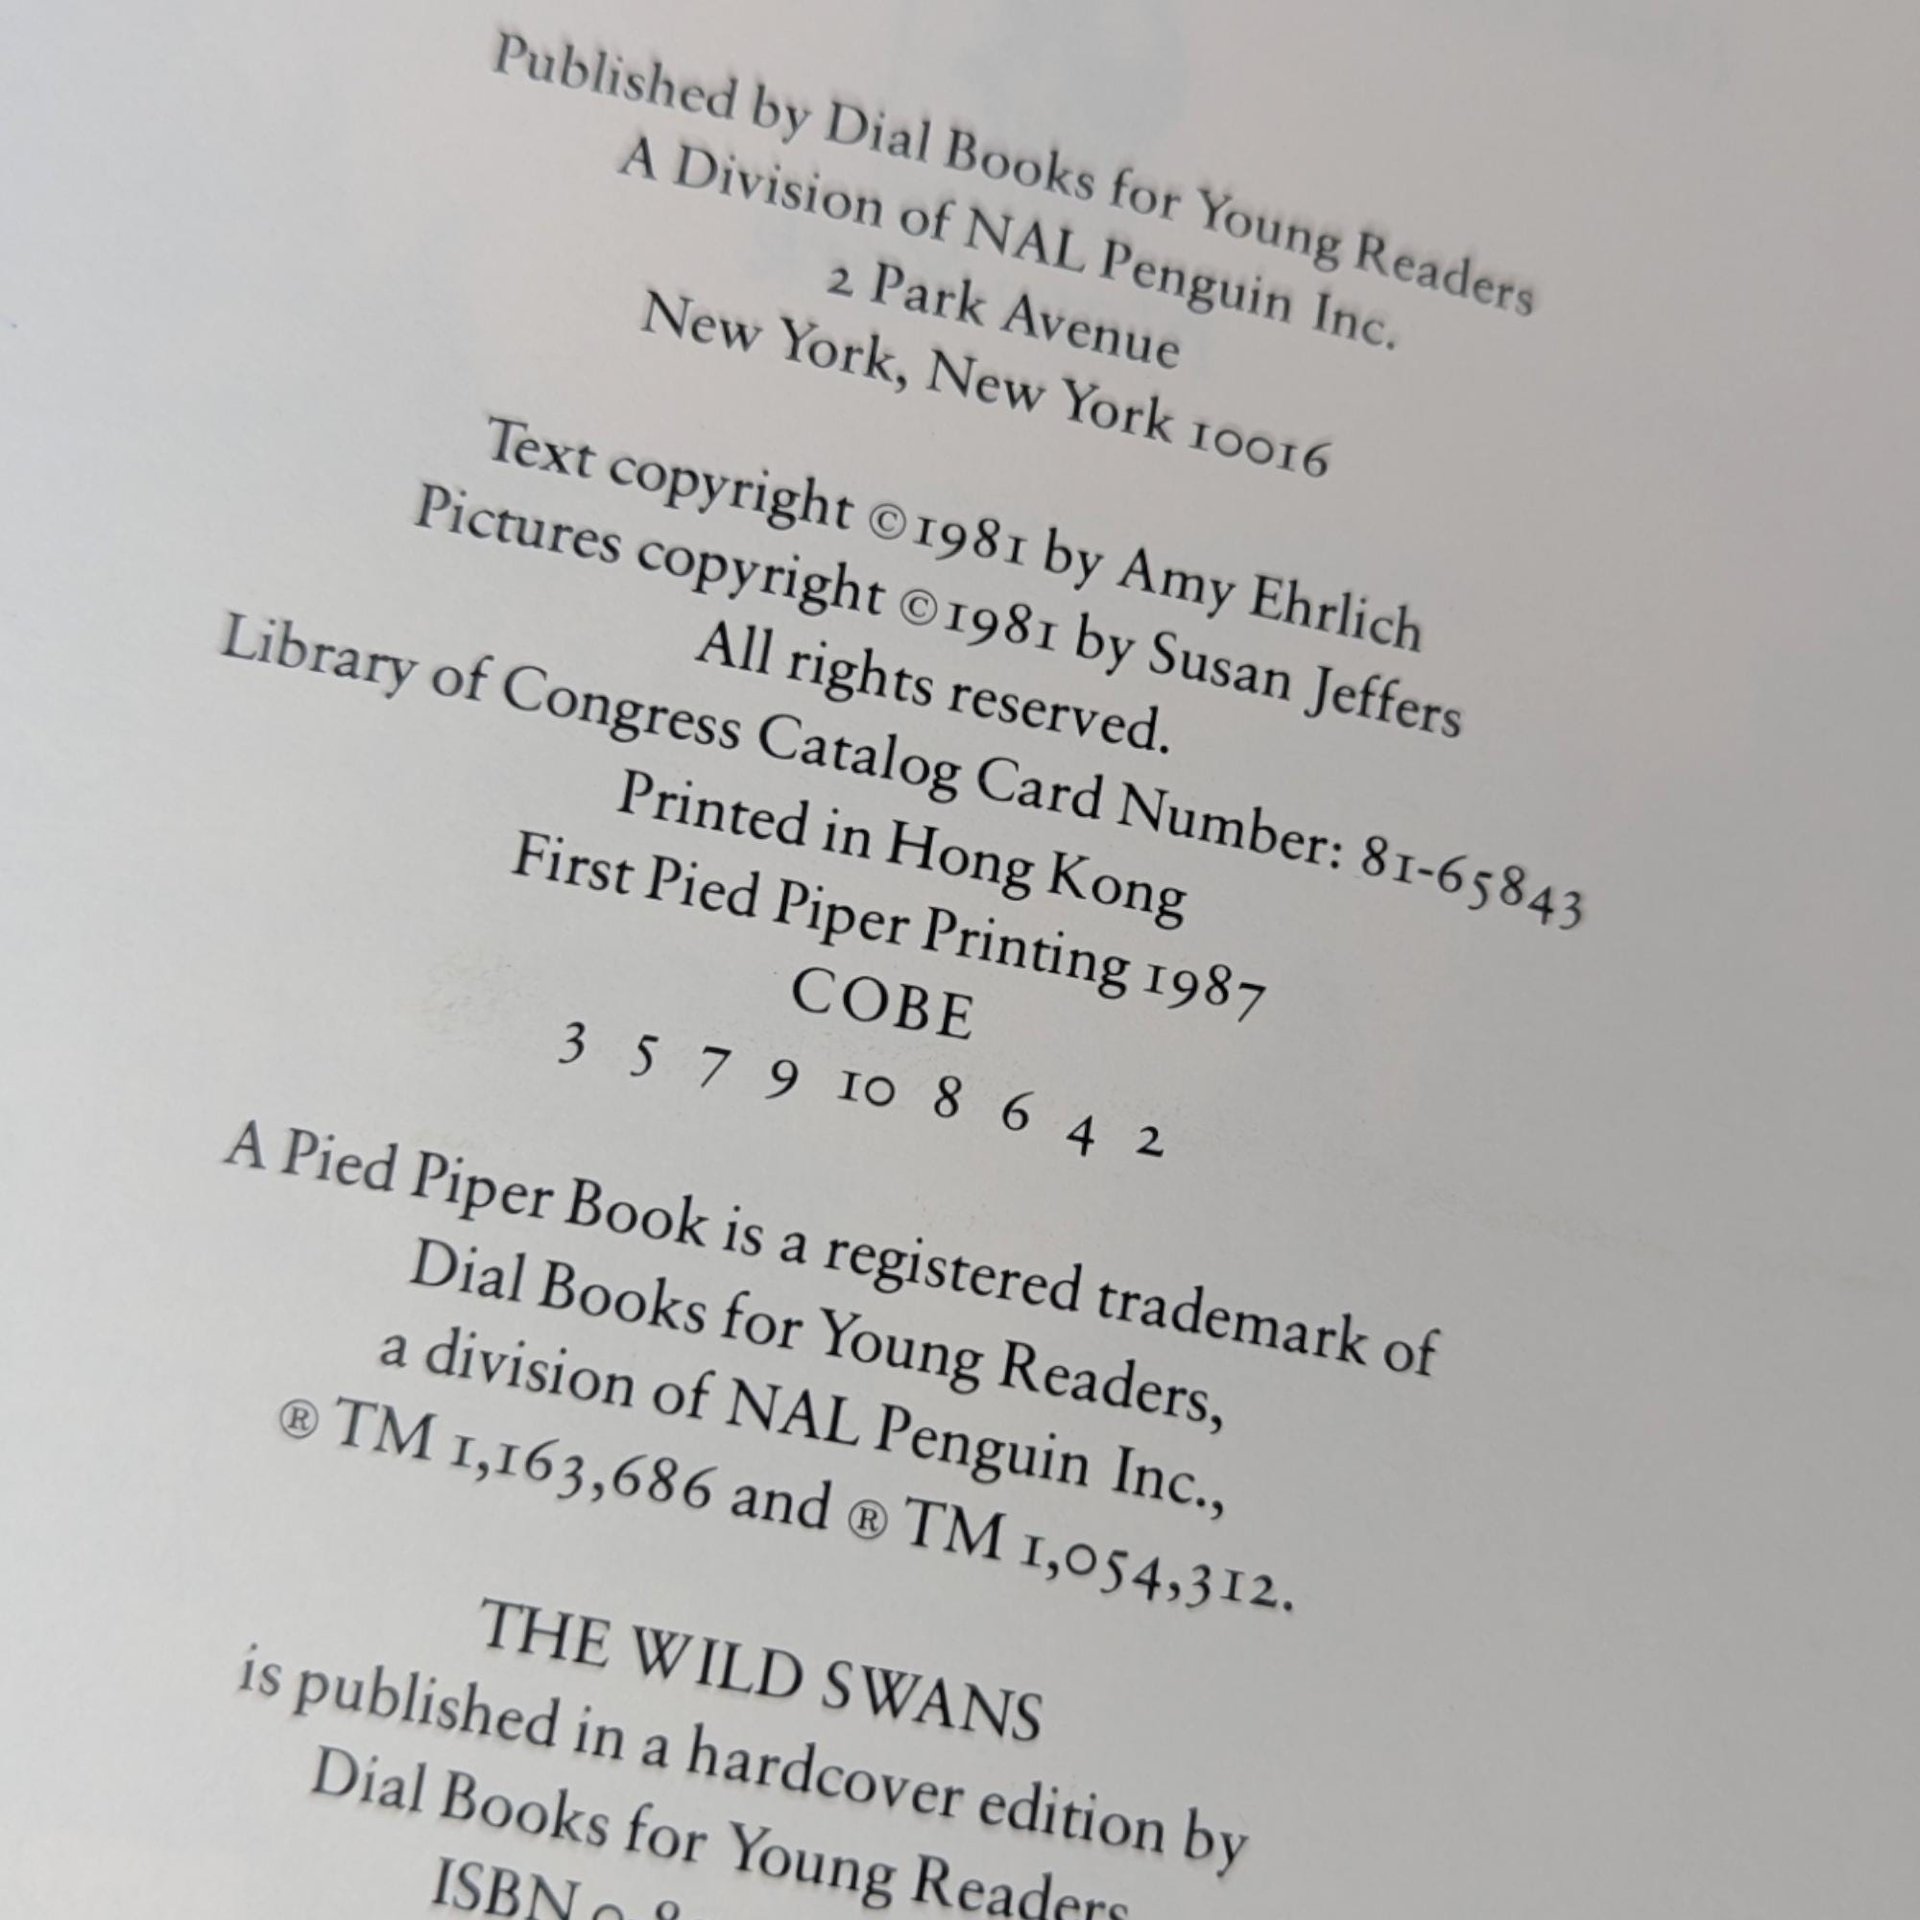 Published by Dial Books for Young Readers
A Division of NAL Penguin Inc.
2 Park Avenue
New York, New York 10016
Text copyright ©1981 by Amy Ehrlich
Pictures copyright ©1981 by Susan Jeffers
All rights reserved.
Library of Congress Catalog Card Number: 81-65843
Printed in Hong Kong
First Pied Piper Printing 1987
COBE
3 5 7 9 10 8 6 4 2
A Pied Piper Book is a registered trademark of
Dial Books for Young Readers,
a division of NAL Penguin Inc.,
® TM 1,163,686 and ® TM 1,054,312.
THE WILD SWANS
is published in a hardcover edition by
Dial Books for Young Readers
ISBN